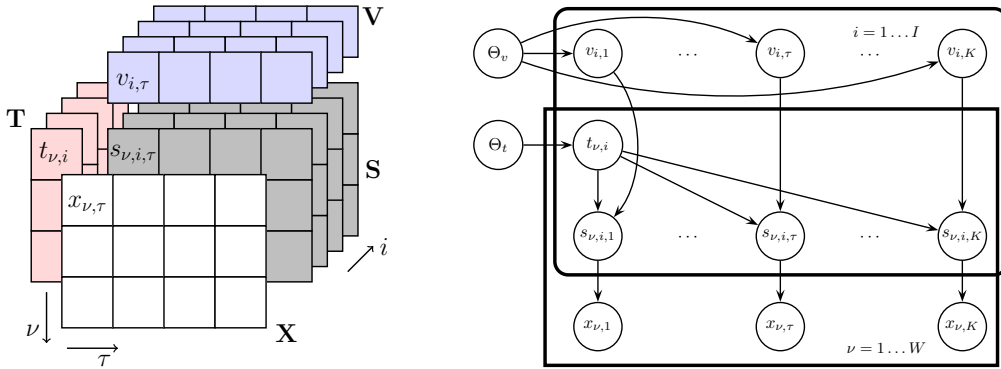 V
v_{i,τ}
T
t_{ν,i}
s_{ν,i,τ}
S
x_{ν,τ}
i
ν
τ
X
i = 1 … I
Θ_v
v_{i,1}
…
v_{i,τ}
…
v_{i,K}
Θ_t
t_{ν,i}
s_{ν,i,1}
…
s_{ν,i,τ}
…
s_{ν,i,K}
x_{ν,1}
x_{ν,τ}
x_{ν,K}
ν = 1 … W